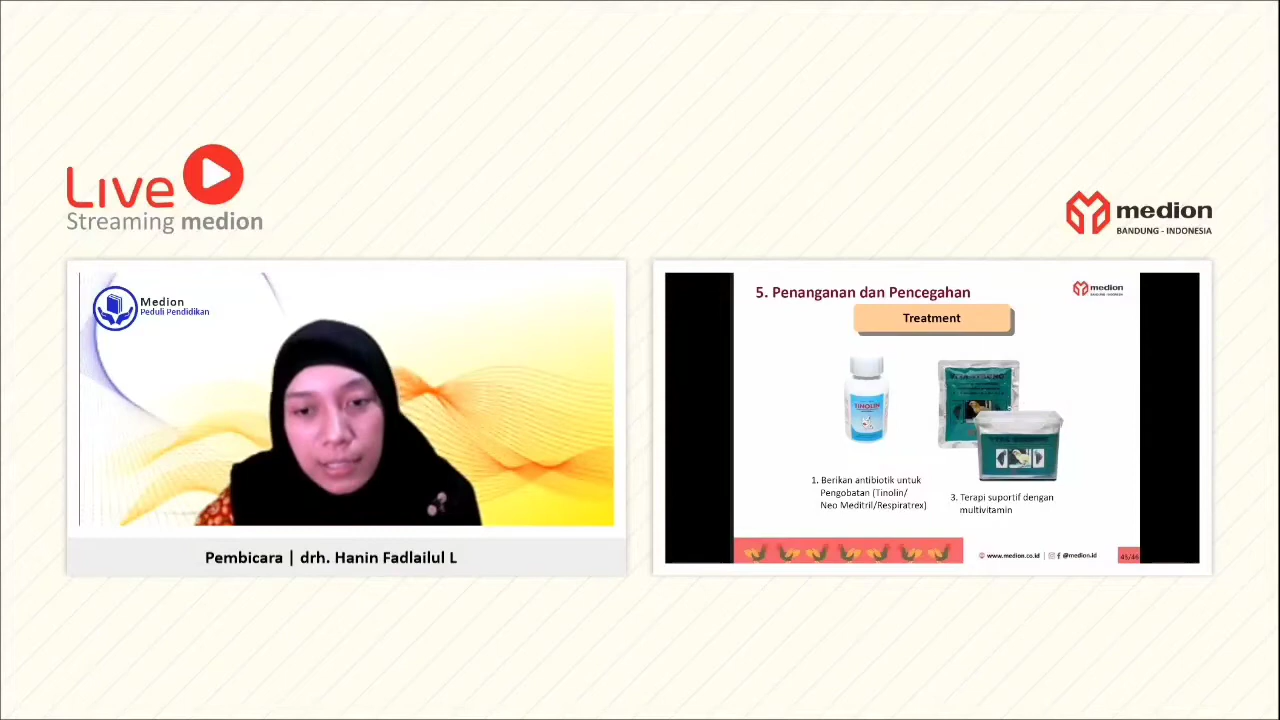 Live
Streaming medion
medion
BANDUNG - INDONESIA
Medion
Peduli Pendidikan
Pembicara | drh. Hanin Fadlailul L
5. Penanganan dan Pencegahan
medion
Treatment
TINOLIN
1. Berikan antibiotik untuk
Pengobatan (Tinolin/
Neo Meditril/Respiratrex)
3. Terapi suportif dengan
multivitamin
www.medion.co.id | @medion.id
45/46